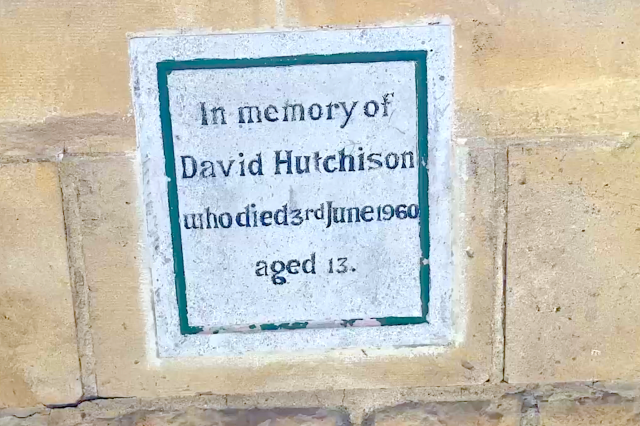 In memory of
David Hutchison
who died 3rd June 1960
aged 13.